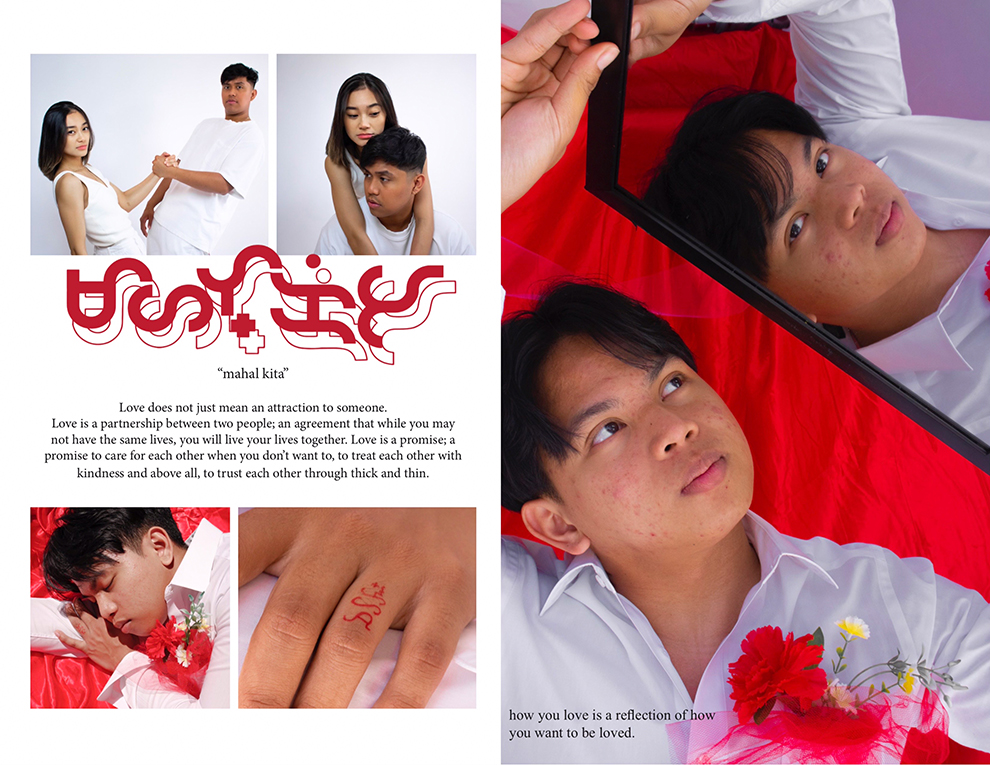 ᜋᜑᜎ᜔ᜃᜒᜆ
“mahal kita”
Love does not just mean an attraction to someone.
Love is a partnership between two people; an agreement that while you may
not have the same lives, you will live your lives together. Love is a promise; a
promise to care for each other when you don’t want to, to treat each other with
kindness and above all, to trust each other through thick and thin.
how you love is a reflection of how
you want to be loved.